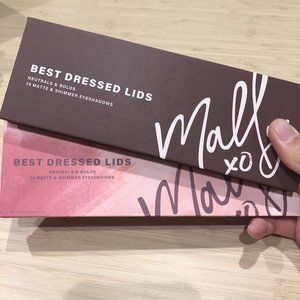 BEST DRESSED LIDS
NEUTRALS & BOLDS
14 MATTE & SHIMMER EYESHADOWS
xo
BEST DRESSED LIDS
NEUTRALS & BOLDS
14 MATTE & SHIMMER EYESHADOWS
xo